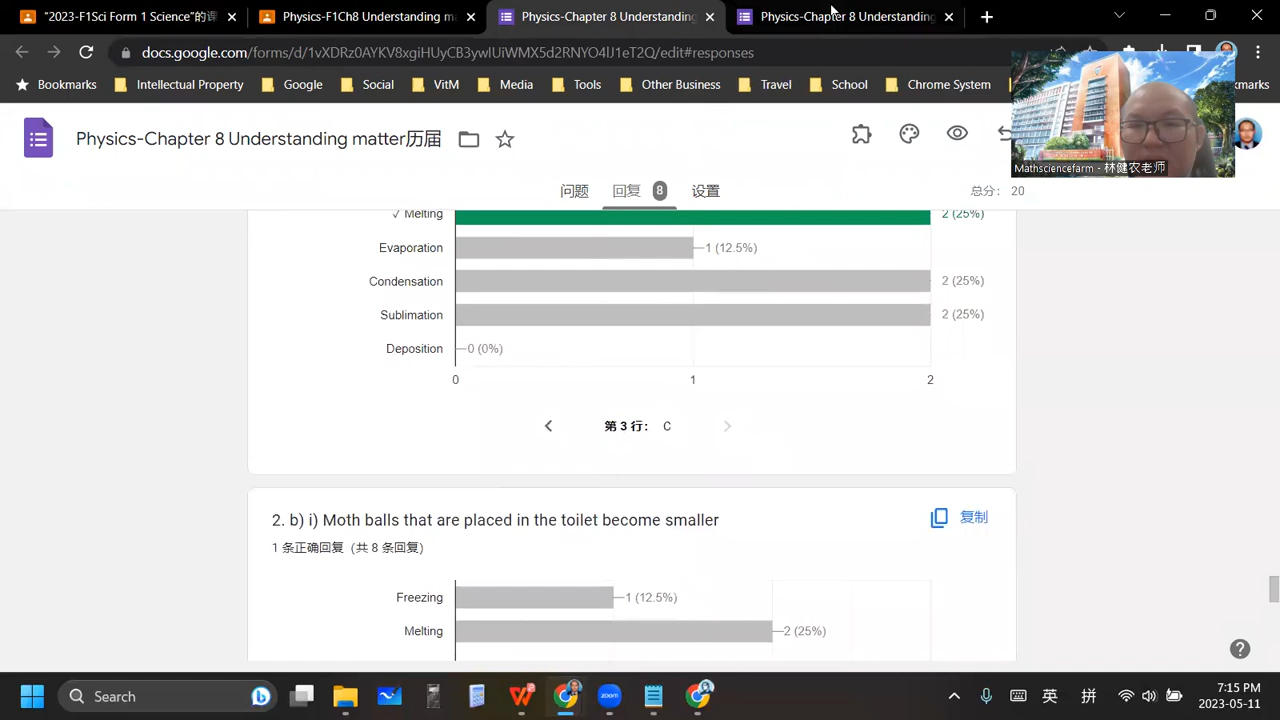 "2023-F1Sci Form 1 Science"的课
Physics-F1Ch8 Understanding ma
Physics-Chapter 8 Understanding
Physics-Chapter 8 Understanding
docs.google.com/forms/d/1vXDRz0AYKV8xqiHUyCB3ywlUiWMX5d2RNYO4lJ1eT2Q/edit#responses
Bookmarks
Intellectual Property
Google
Social
VitM
Media
Tools
Other Business
Travel
School
Chrome System
Physics-Chapter 8 Understanding matter历届
Mathsciencefarm - 林健农老师
问题 回复 8 设置
总分： 20
✓ Melting 2 (25%)
Evaporation 1 (12.5%)
Condensation 2 (25%)
Sublimation 2 (25%)
Deposition 0 (0%)
0 1 2
第 3 行： C
2. b) i) Moth balls that are placed in the toilet become smaller
复制
1 条正确回复（共 8 条回复）
Freezing 1 (12.5%)
Melting 2 (25%)
Search
英 拼
7:15 PM
2023-05-11